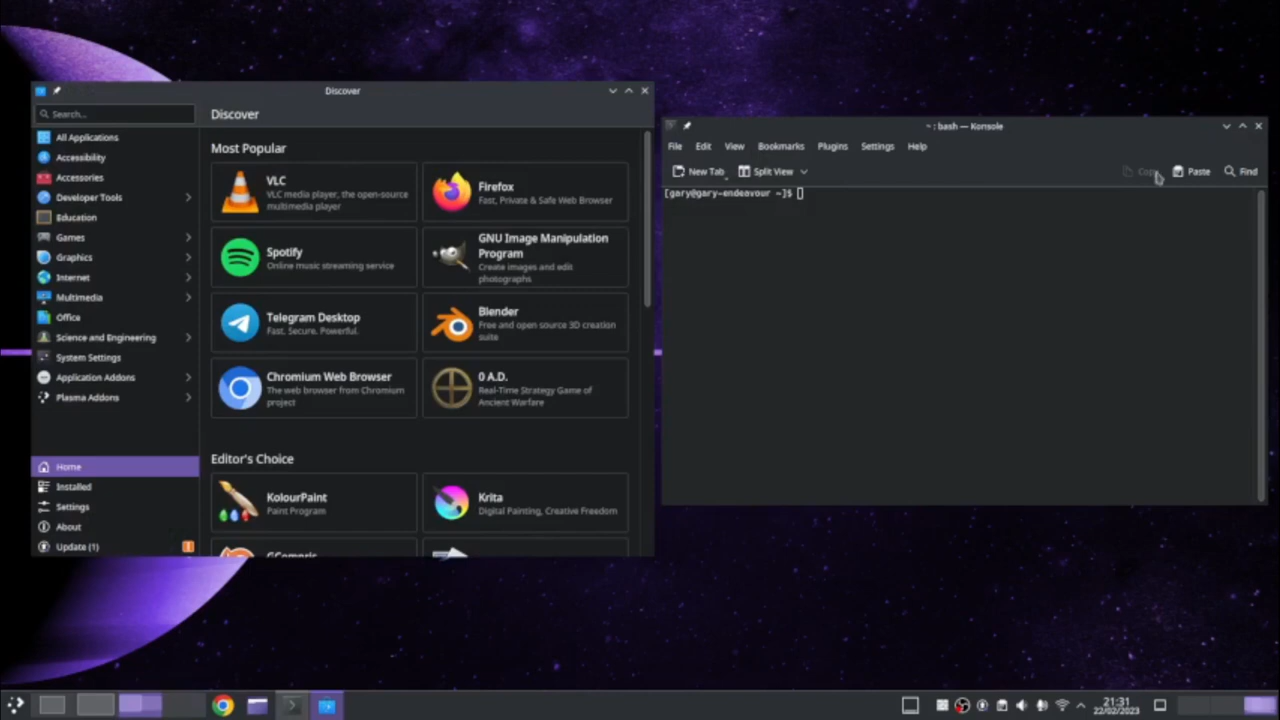 Discover
Search...
Discover
All Applications
Accessibility
Accessories
Developer Tools
Education
Games
Graphics
Internet
Multimedia
Office
Science and Engineering
System Settings
Application Addons
Plasma Addons
Home
Installed
Settings
About
Update (1)
Most Popular
VLC
VLC media player, the open-source
multimedia player
Firefox
Fast, Private & Safe Web Browser
Spotify
Online music streaming service
GNU Image Manipulation
Program
Create images and edit
photographs
Telegram Desktop
Fast. Secure. Powerful.
Blender
Free and open source 3D creation
suite
Chromium Web Browser
The web browser from Chromium
project
0 A.D.
Real-Time Strategy Game of
Ancient Warfare
Editor's Choice
KolourPaint
Paint Program
Krita
Digital Painting, Creative Freedom
~ : bash — Konsole
File Edit View Bookmarks Plugins Settings Help
New Tab Split View Paste Find
[gary@gary-endeavour ~]$
21:31
22/02/2023